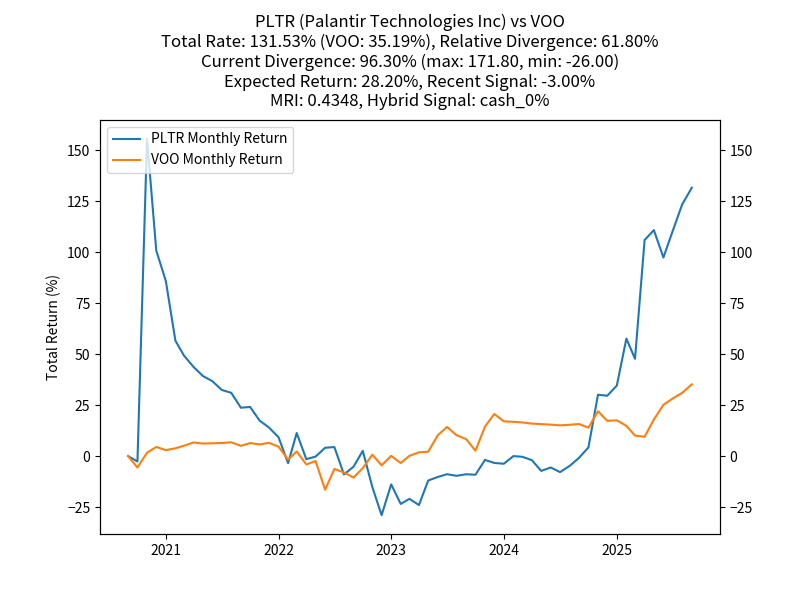 PLTR (Palantir Technologies Inc) vs VOO
Total Rate: 131.53% (VOO: 35.19%), Relative Divergence: 61.80%
Current Divergence: 96.30% (max: 171.80, min: -26.00)
Expected Return: 28.20%, Recent Signal: -3.00%
MRI: 0.4348, Hybrid Signal: cash_0%
PLTR Monthly Return
VOO Monthly Return
Total Return (%)
150
125
100
75
50
25
0
−25
150
125
100
75
50
25
0
−25
2021
2022
2023
2024
2025